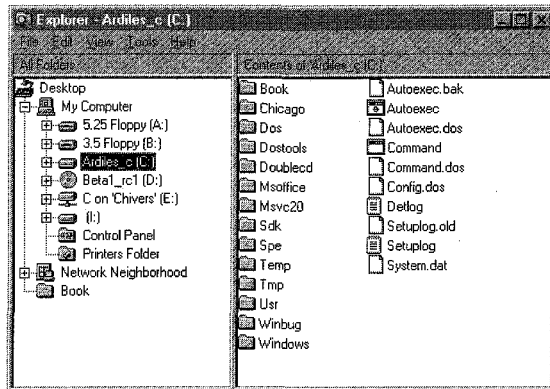 Explorer - Ardiles_c (C:)
File Edit View Tools Help
All Folders
Contents of 'Ardiles_c (C:)'
Desktop
My Computer
5.25 Floppy (A:)
3.5 Floppy (B:)
Ardiles_c (C:)
Beta1_rc1 (D:)
C on 'Chivers' (E:)
(I:)
Control Panel
Printers Folder
Network Neighborhood
Book
Book
Chicago
Dos
Dostools
Doublecd
Msoffice
Msvc20
Sdk
Spe
Temp
Tmp
Usr
Winbug
Windows
Autoexec.bak
Autoexec
Autoexec.dos
Command
Command.dos
Config.dos
Detlog
Setuplog.old
Setuplog
System.dat